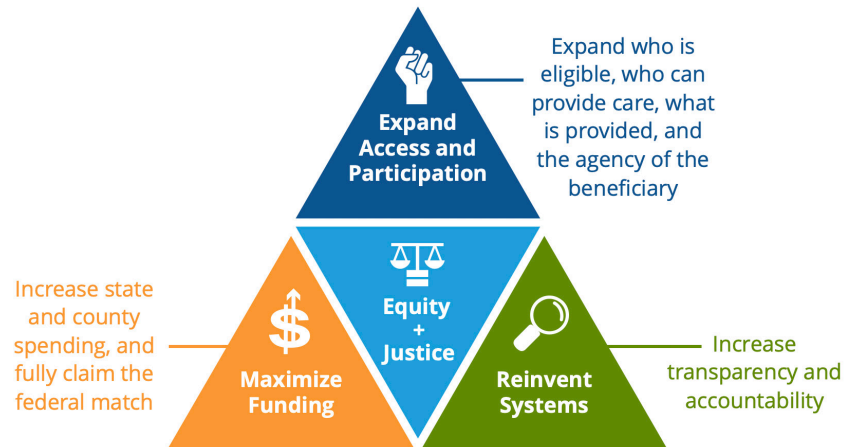 Expand
Access and
Participation
Expand who is
eligible, who can
provide care, what
is provided, and
the agency of the
beneficiary
Equity
+
Justice
Increase state
and county
spending, and
fully claim the
federal match
$
Maximize
Funding
Reinvent
Systems
Increase
transparency and
accountability